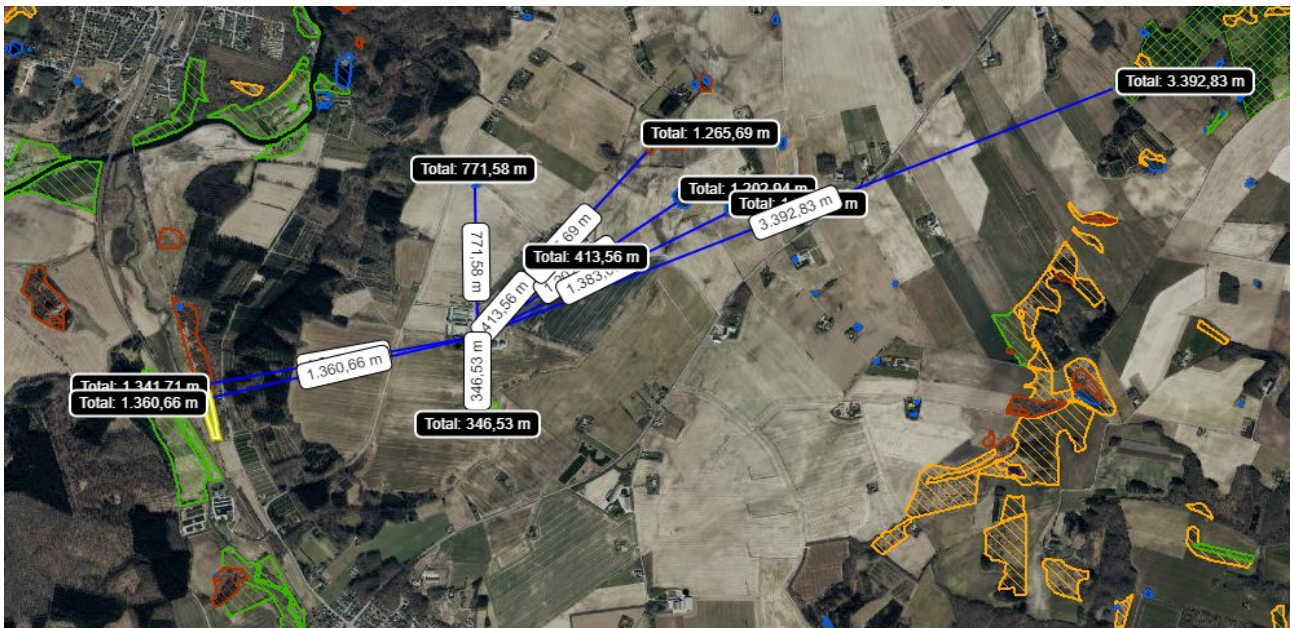 Total: 3.392,83 m
Total: 1.265,69 m
Total: 771,58 m
Total: 1.202,94 m
3.392,83 m
771,58 m
Total: 413,56 m
413,56 m
346,53 m
1.360,66 m
Total: 1.341,71 m
Total: 1.360,66 m
Total: 346,53 m